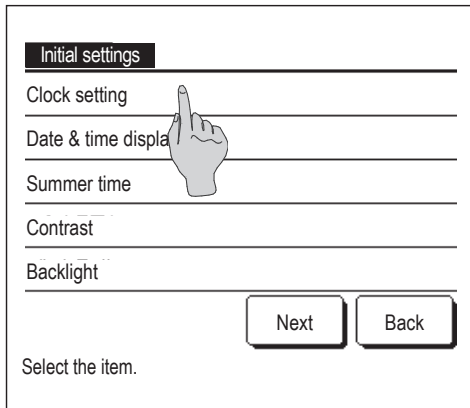 Initial settings
Clock setting
Date & time displa
Summer time
Contrast
Backlight
Next
Back
Select the item.